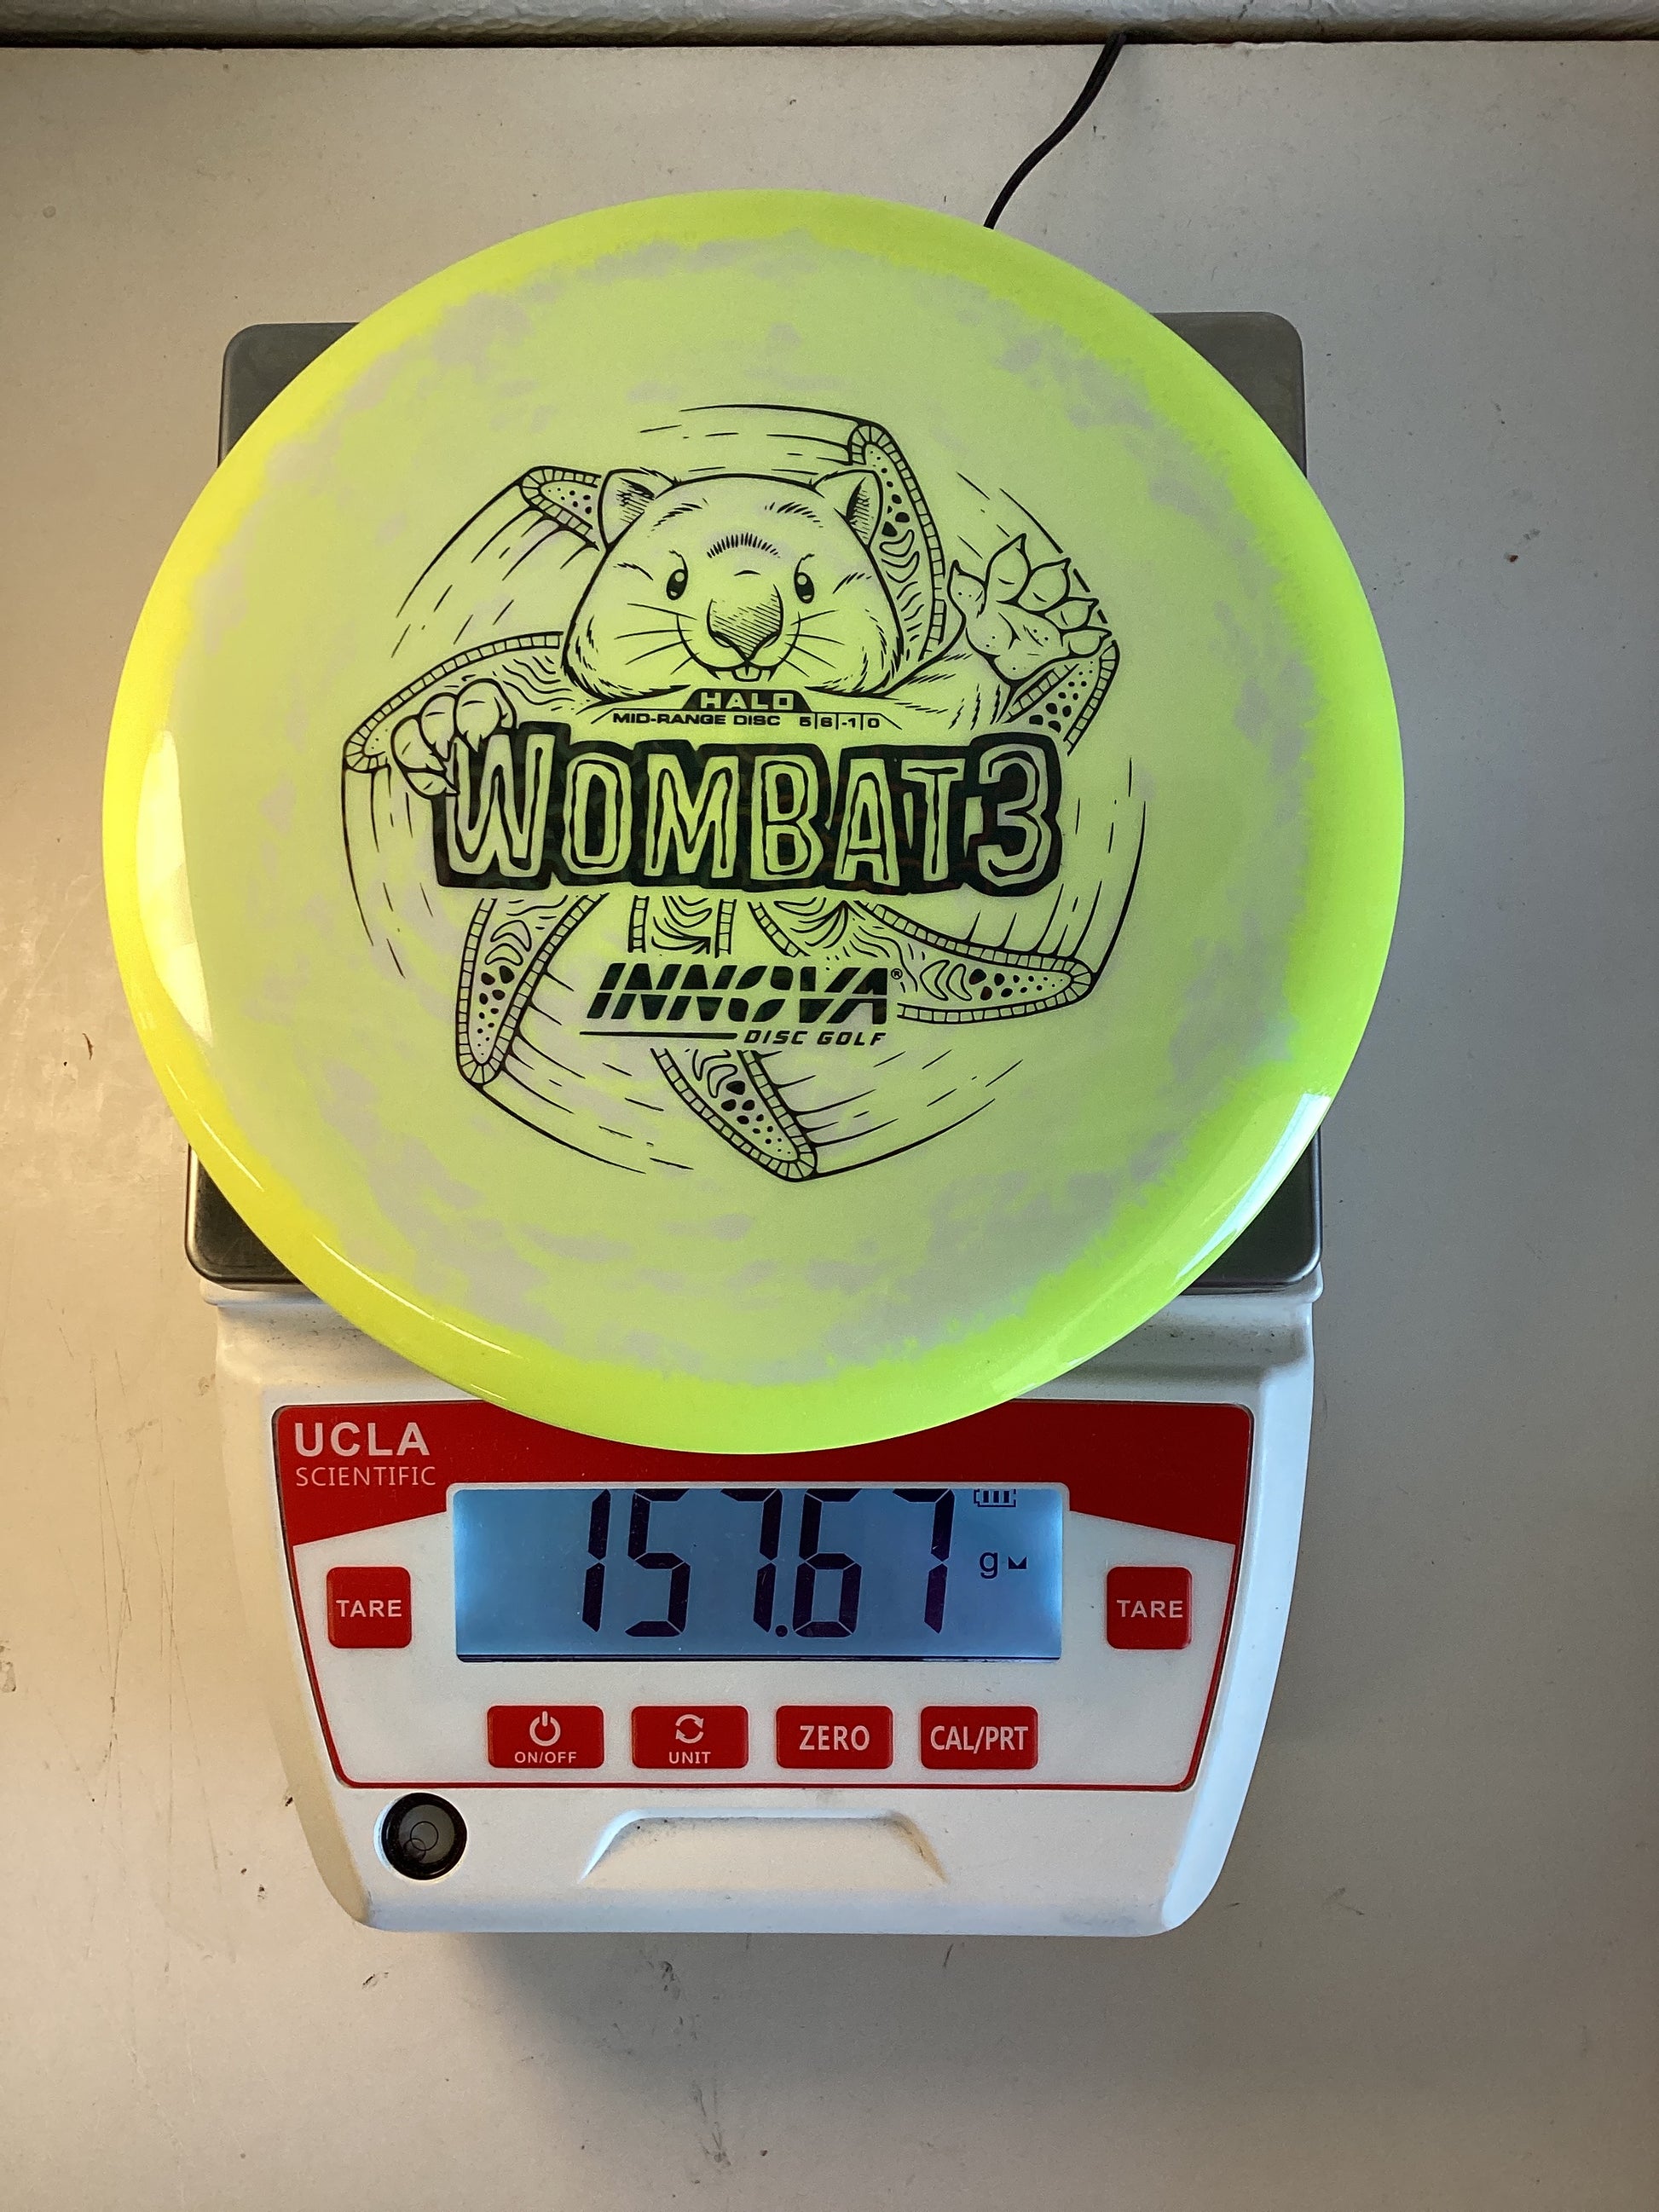 HALO
MID-RANGE DISC 5|6|-1|0
WOMBAT3
INNOVA®
DISC GOLF
UCLA
SCIENTIFIC
157.67 g
TARE
TARE
ON/OFF
UNIT
ZERO
CAL/PRT